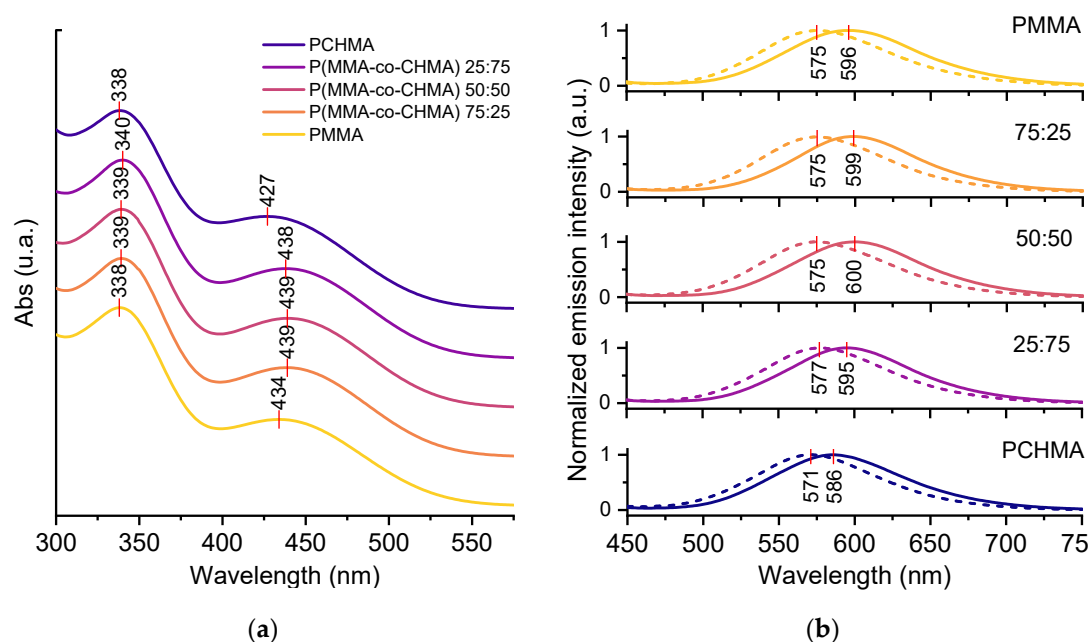 PCHMA
P(MMA-co-CHMA) 25:75
P(MMA-co-CHMA) 50:50
P(MMA-co-CHMA) 75:25
PMMA
338
340
339
339
338
427
438
439
439
434
Abs (u.a.)
300 350 400 450 500 550
Wavelength (nm)
(a)
(b)
Normalized emission intensity (a.u.)
1
0
PMMA
575
596
1
0
75:25
575
599
1
0
50:50
575
600
1
0
25:75
577
595
1
0
PCHMA
571
586
450 500 550 600 650 700 75
Wavelength (nm)